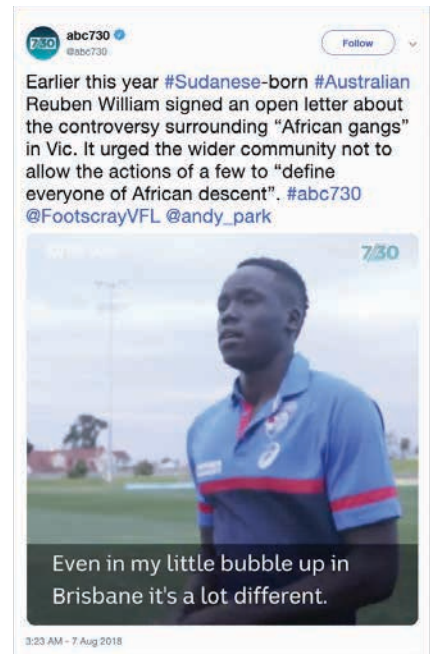 7.30
abc730
@abc730
Follow
Earlier this year #Sudanese-born #Australian
Reuben William signed an open letter about
the controversy surrounding “African gangs”
in Vic. It urged the wider community not to
allow the actions of a few to “define
everyone of African descent”. #abc730
@FootscrayVFL @andy_park
7.30
Even in my little bubble up in
Brisbane it's a lot different.
3:23 AM - 7 Aug 2018